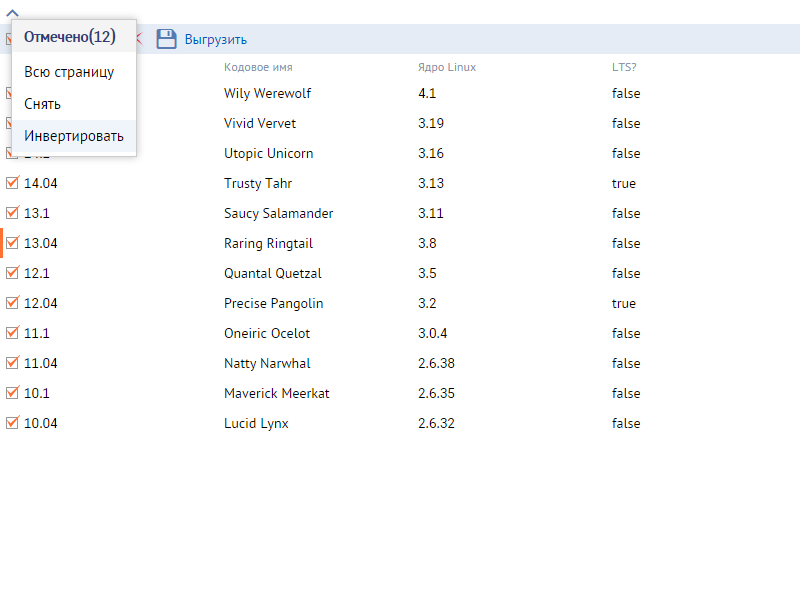 Отмечено(12)
Выгрузить
Всю страницу
Снять
Инвертировать
Кодовое имя Ядро Linux LTS?
Wily Werewolf 4.1 false
Vivid Vervet 3.19 false
Utopic Unicorn 3.16 false
14.04 Trusty Tahr 3.13 true
13.1 Saucy Salamander 3.11 false
13.04 Raring Ringtail 3.8 false
12.1 Quantal Quetzal 3.5 false
12.04 Precise Pangolin 3.2 true
11.1 Oneiric Ocelot 3.0.4 false
11.04 Natty Narwhal 2.6.38 false
10.1 Maverick Meerkat 2.6.35 false
10.04 Lucid Lynx 2.6.32 false